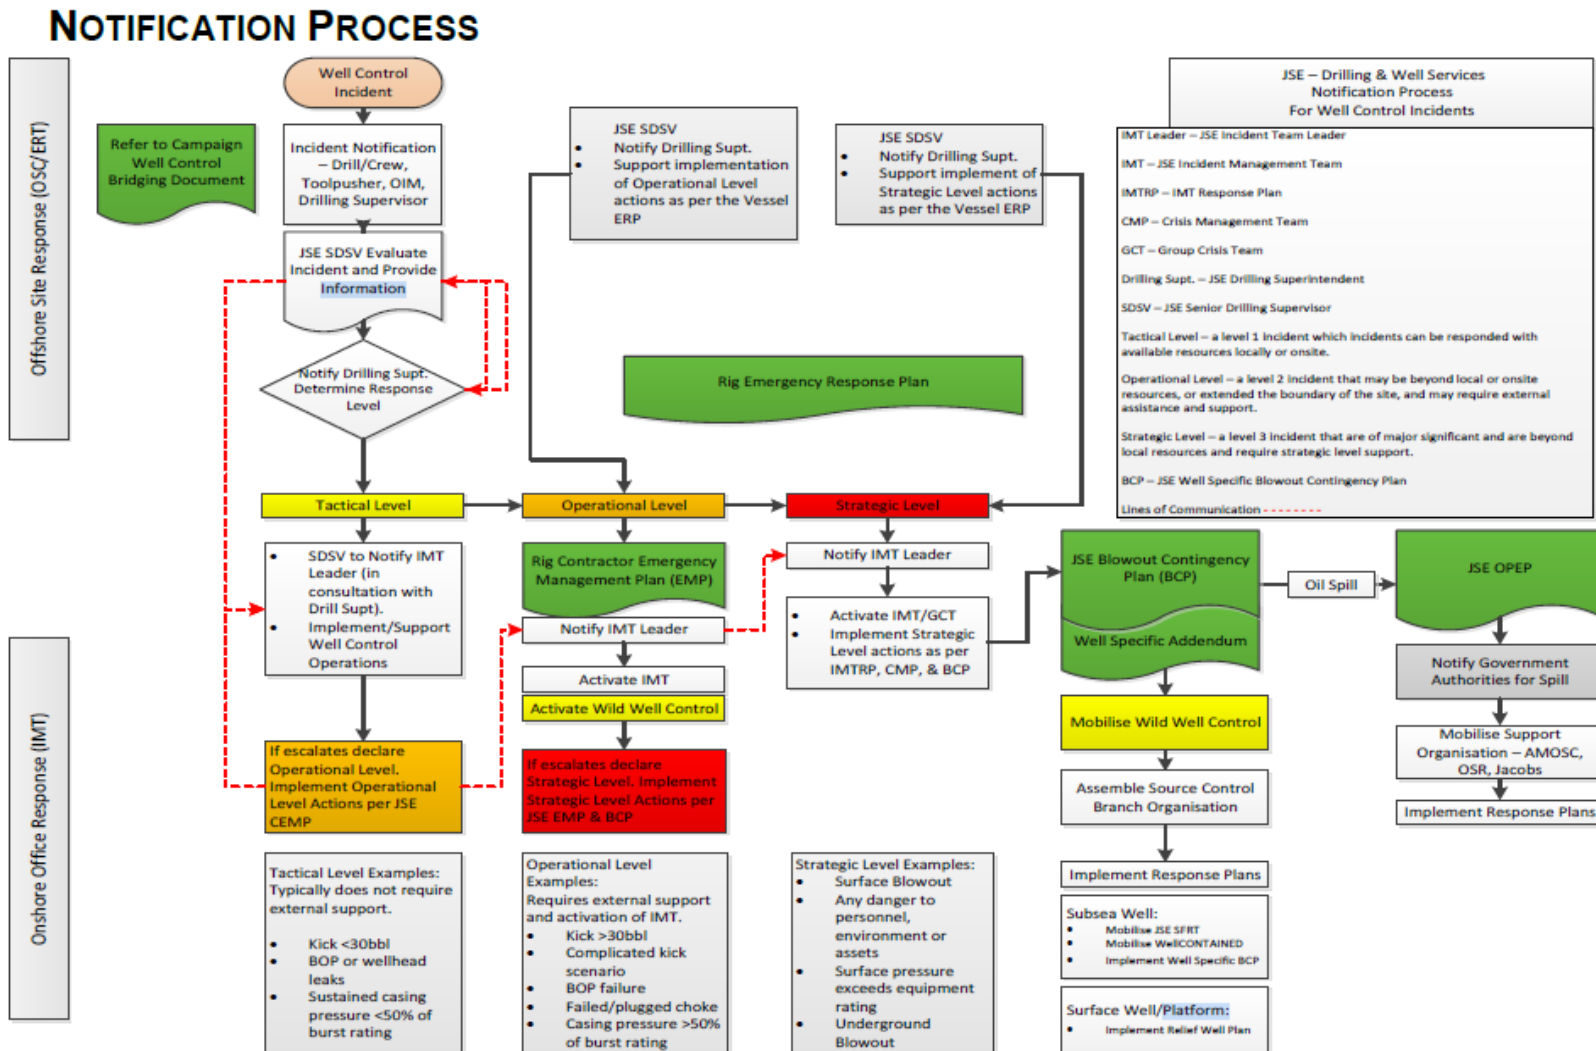 NOTIFICATION PROCESS
Offshore Site Response (OSC/ERT)
Onshore Office Response (IMT)
Well Control
Incident
Refer to Campaign
Well Control
Bridging Document
Incident Notification
– Drill/Crew,
Toolpusher, OIM,
Drilling Supervisor
JSE SDSV Evaluate
Incident and Provide
Information
Notify Drilling Supt.
Determine Response
Level
JSE SDSV
• Notify Drilling Supt.
• Support implementation
of Operational Level
actions as per the Vessel
ERP
JSE SDSV
• Notify Drilling Supt.
• Support implement of
Strategic Level actions
as per the Vessel ERP
Rig Emergency Response Plan
JSE – Drilling & Well Services
Notification Process
For Well Control Incidents
IMT Leader – JSE Incident Team Leader
IMT – JSE Incident Management Team
IMTRP – IMT Response Plan
CMP – Crisis Management Team
GCT – Group Crisis Team
Drilling Supt. – JSE Drilling Superintendent
SDSV – JSE Senior Drilling Supervisor
Tactical Level – a level 1 incident which incidents can be responded with
available resources locally or onsite.
Operational Level – a level 2 incident that may be beyond local or onsite
resources, or extended the boundary of the site, and may require external
assistance and support.
Strategic Level – a level 3 incident that are of major significant and are beyond
local resources and require strategic level support.
BCP – JSE Well Specific Blowout Contingency Plan
Lines of Communication - - - - - - - -
Tactical Level
Operational Level
Strategic Level
• SDSV to Notify IMT
Leader (in
consultation with
Drill Supt).
• Implement/Support
Well Control
Operations
If escalates declare
Operational Level.
Implement Operational
Level Actions per JSE
CEMP
Tactical Level Examples:
Typically does not require
external support.
• Kick <30bbl
• BOP or wellhead
leaks
• Sustained casing
pressure <50% of
burst rating
Rig Contractor Emergency
Management Plan (EMP)
Notify IMT Leader
Activate IMT
Activate Wild Well Control
If escalates declare
Strategic Level. Implement
Strategic Level Actions per
JSE EMP & BCP
Operational Level
Examples:
Requires external support
and activation of IMT.
• Kick >30bbl
• Complicated kick
scenario
• BOP failure
• Failed/plugged choke
• Casing pressure >50%
of burst rating
Notify IMT Leader
• Activate IMT/GCT
• Implement Strategic
Level actions as per
IMTRP, CMP, & BCP
Strategic Level Examples:
• Surface Blowout
• Any danger to
personnel,
environment or
assets
• Surface pressure
exceeds equipment
rating
• Underground
Blowout
JSE Blowout Contingency
Plan (BCP)
Well Specific Addendum
Mobilise Wild Well Control
Assemble Source Control
Branch Organisation
Implement Response Plans
Subsea Well:
• Mobilise JSE SFRT
• Mobilise WellCONTAINED
• Implement Well Specific BCP
Surface Well/Platform:
• Implement Relief Well Plan
Oil Spill
JSE OPEP
Notify Government
Authorities for Spill
Mobilise Support
Organisation – AMOSC,
OSR, Jacobs
Implement Response Plans